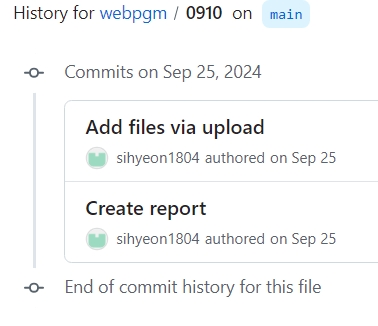 History for webpgm / 0910 on main
Commits on Sep 25, 2024
Add files via upload
sihyeon1804 authored on Sep 25
Create report
sihyeon1804 authored on Sep 25
End of commit history for this file